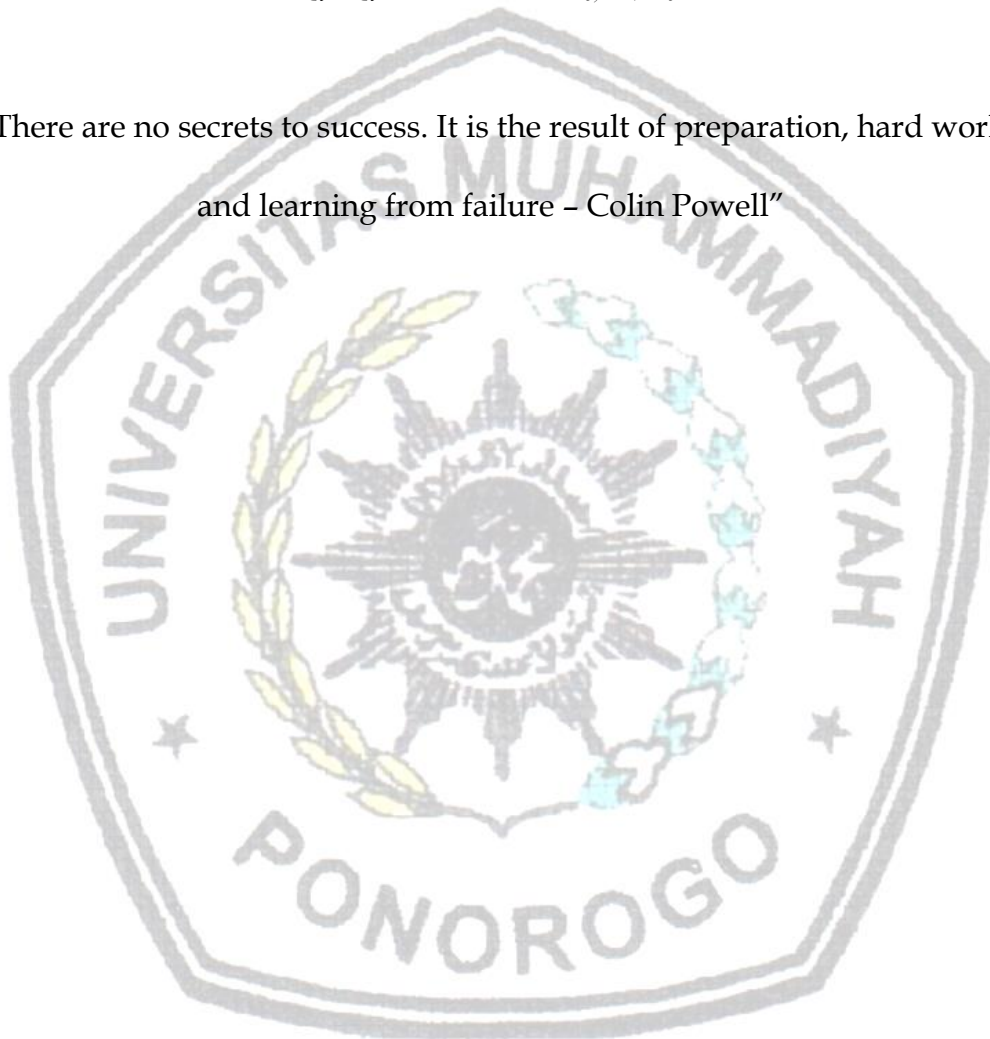 There are no secrets to success. It is the result of preparation, hard work
and learning from failure – Colin Powell”
UNIVERSITAS MUHAMMADIYAH
PONOROGO